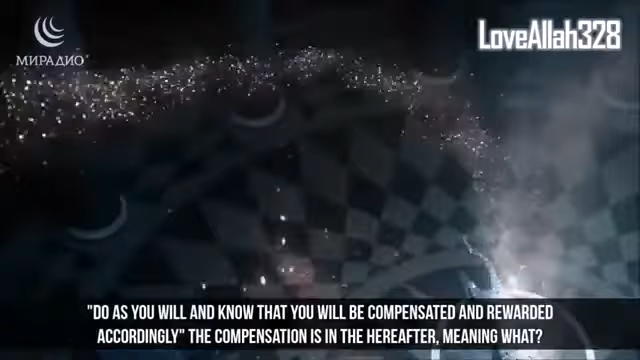 МИРАДИО
LoveAllah328
"DO AS YOU WILL AND KNOW THAT YOU WILL BE COMPENSATED AND REWARDED
ACCORDINGLY" THE COMPENSATION IS IN THE HEREAFTER, MEANING WHAT?